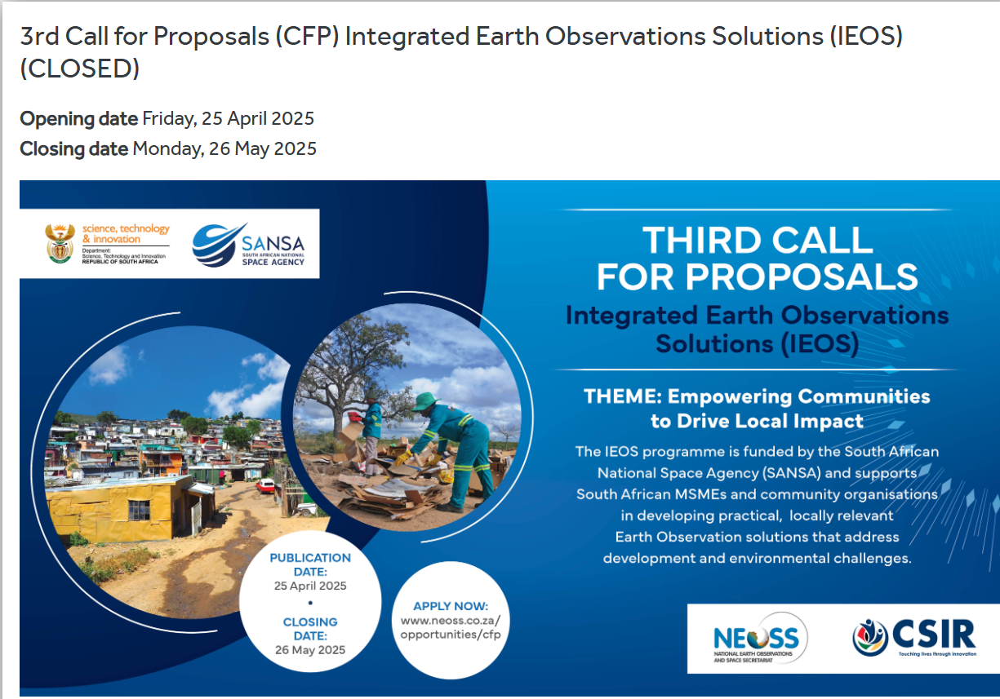 3rd Call for Proposals (CFP) Integrated Earth Observations Solutions (IEOS)
(CLOSED)
Opening date Friday, 25 April 2025
Closing date Monday, 26 May 2025
science, technology
& innovation
Department:
Science, Technology and Innovation
REPUBLIC OF SOUTH AFRICA
SANSA
SOUTH AFRICAN NATIONAL
SPACE AGENCY
THIRD CALL
FOR PROPOSALS
Integrated Earth Observations
Solutions (IEOS)
THEME: Empowering Communities
to Drive Local Impact
The IEOS programme is funded by the South African
National Space Agency (SANSA) and supports
South African MSMEs and community organisations
in developing practical, locally relevant
Earth Observation solutions that address
development and environmental challenges.
PUBLICATION
DATE:
25 April 2025
•
CLOSING
DATE:
26 May 2025
APPLY NOW:
www.neoss.co.za/
opportunities/cfp
NEOSS
NATIONAL EARTH OBSERVATIONS
AND SPACE SECRETARIAT
CSIR
Touching lives through innovation